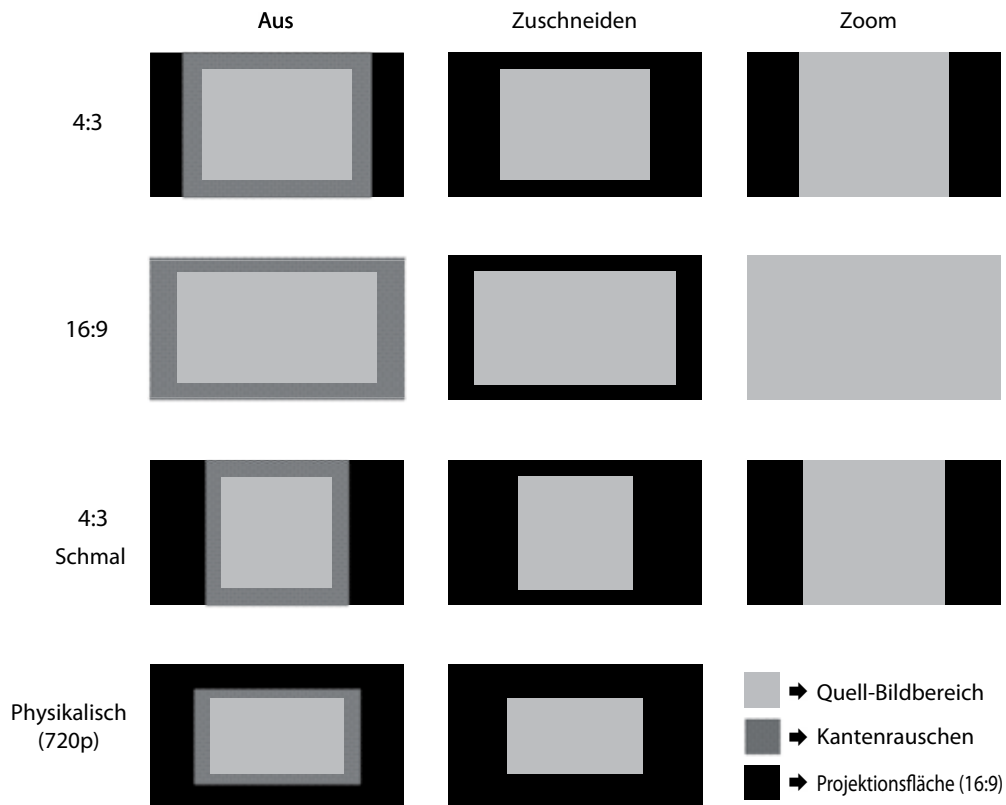 Aus
Zuschneiden
Zoom
4:3
16:9
4:3
Schmal
Physikalisch
(720p)
Quell-Bildbereich
Kantenrauschen
Projektionsfläche (16:9)